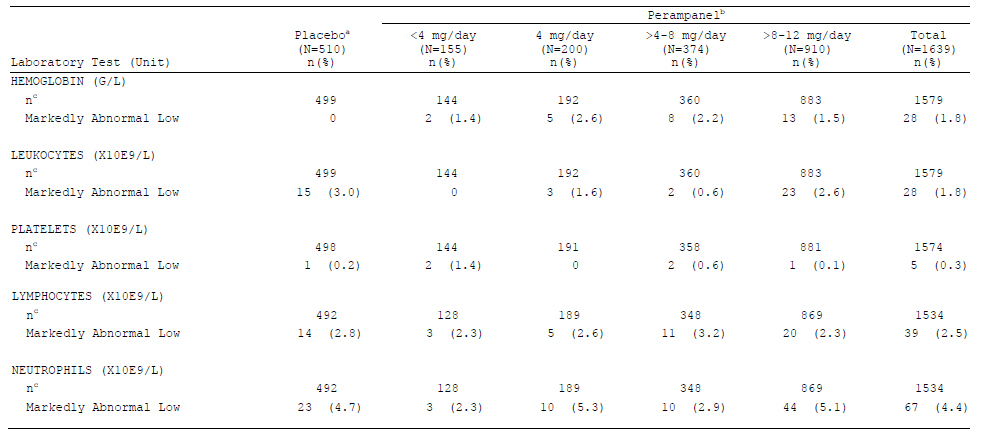 Perampanelᵇ
Placeboᵃ <4 mg/day 4 mg/day >4-8 mg/day >8-12 mg/day Total
(N=510) (N=155) (N=200) (N=374) (N=910) (N=1639)
Laboratory Test (Unit) n(%) n(%) n(%) n(%) n(%) n(%)
HEMOGLOBIN (G/L)
nᶜ 499 144 192 360 883 1579
Markedly Abnormal Low 0 2 (1.4) 5 (2.6) 8 (2.2) 13 (1.5) 28 (1.8)
LEUKOCYTES (X10E9/L)
nᶜ 499 144 192 360 883 1579
Markedly Abnormal Low 15 (3.0) 0 3 (1.6) 2 (0.6) 23 (2.6) 28 (1.8)
PLATELETS (X10E9/L)
nᶜ 498 144 191 358 881 1574
Markedly Abnormal Low 1 (0.2) 2 (1.4) 0 2 (0.6) 1 (0.1) 5 (0.3)
LYMPHOCYTES (X10E9/L)
nᶜ 492 128 189 348 869 1534
Markedly Abnormal Low 14 (2.8) 3 (2.3) 5 (2.6) 11 (3.2) 20 (2.3) 39 (2.5)
NEUTROPHILS (X10E9/L)
nᶜ 492 128 189 348 869 1534
Markedly Abnormal Low 23 (4.7) 3 (2.3) 10 (5.3) 10 (2.9) 44 (5.1) 67 (4.4)